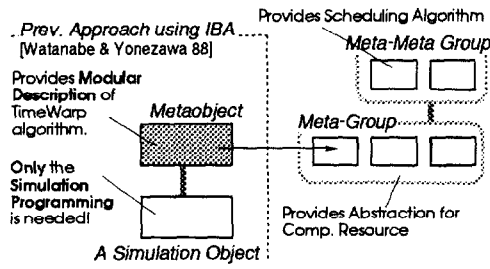 Prev. Approach using IBA
[Watanabe & Yonezawa 88]
Provides Modular
Description of
TimeWarp
algorithm.
Metaobject
Only the
Simulation
Programming
is needed!
A Simulation Object
Provides Scheduling Algorithm
Meta-Meta Group
Meta-Group
Provides Abstraction for
Comp. Resource